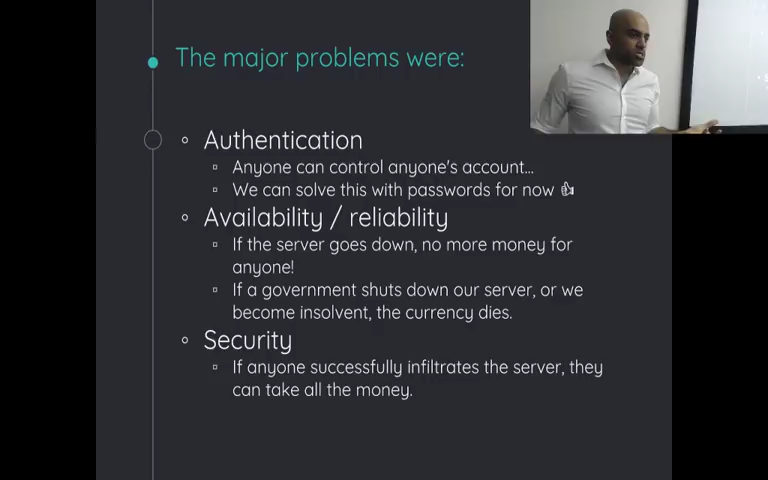 The major problems were:
Authentication
Anyone can control anyone's account...
We can solve this with passwords for now 👍
Availability / reliability
If the server goes down, no more money for
anyone!
If a government shuts down our server, or we
become insolvent, the currency dies.
Security
If anyone successfully infiltrates the server, they
can take all the money.